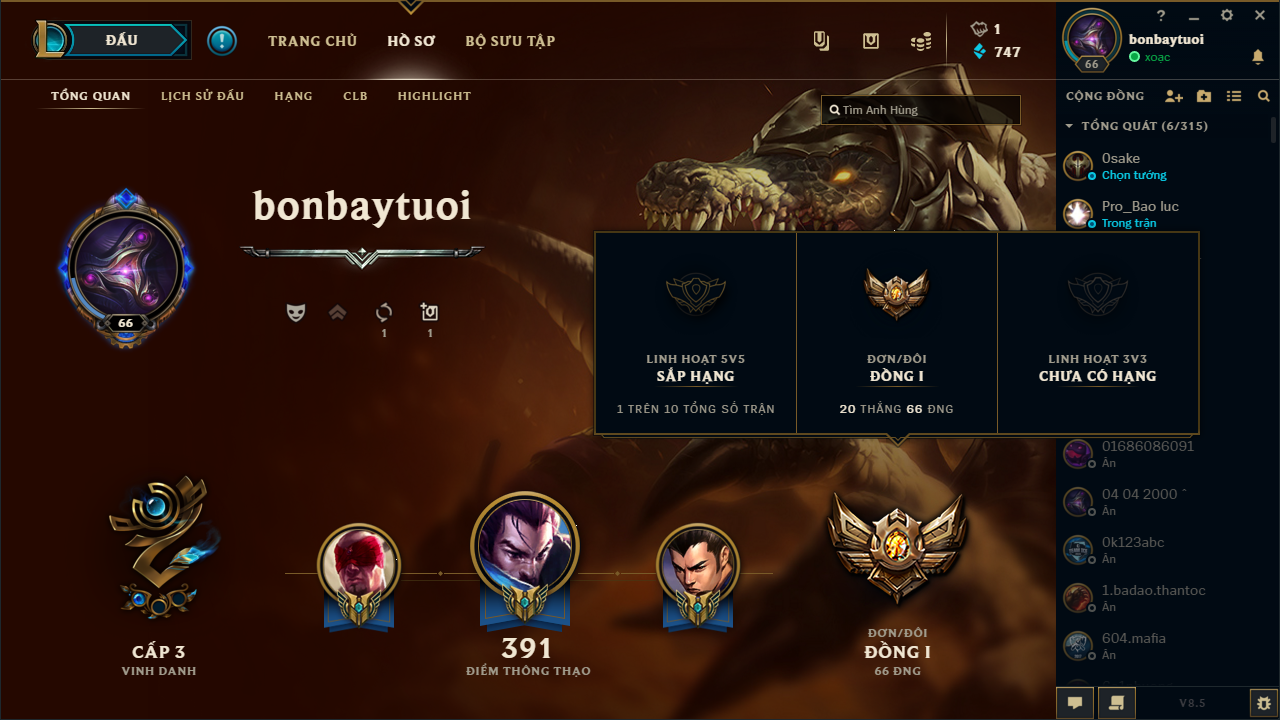 ĐẤU
TRANG CHỦ
HỒ SƠ
BỘ SƯU TẬP
1
747
?
bonbaytuoi
66
xoạc
TỔNG QUAN
LỊCH SỬ ĐẤU
HẠNG
CLB
HIGHLIGHT
Tìm Anh Hùng
CỘNG ĐỒNG
TỔNG QUÁT (6/315)
0sake
Chọn tướng
Pro_Bao luc
Trong trận
bonbaytuoi
66
1
1
LINH HOẠT 5V5
SẮP HẠNG
1 TRÊN 10 TỔNG SỐ TRẬN
ĐƠN/ĐÔI
ĐỒNG I
20 THẮNG 66 ĐNG
LINH HOẠT 3V3
CHƯA CÓ HẠNG
01686086091
Ẩn
04 04 2000 ^
Ẩn
0k123abc
Ẩn
1.badao.thantoc
Ẩn
604.mafia
Ẩn
CẤP 3
VINH DANH
391
ĐIỂM THÔNG THẠO
ĐƠN/ĐÔI
ĐỒNG I
66 ĐNG
V8.5